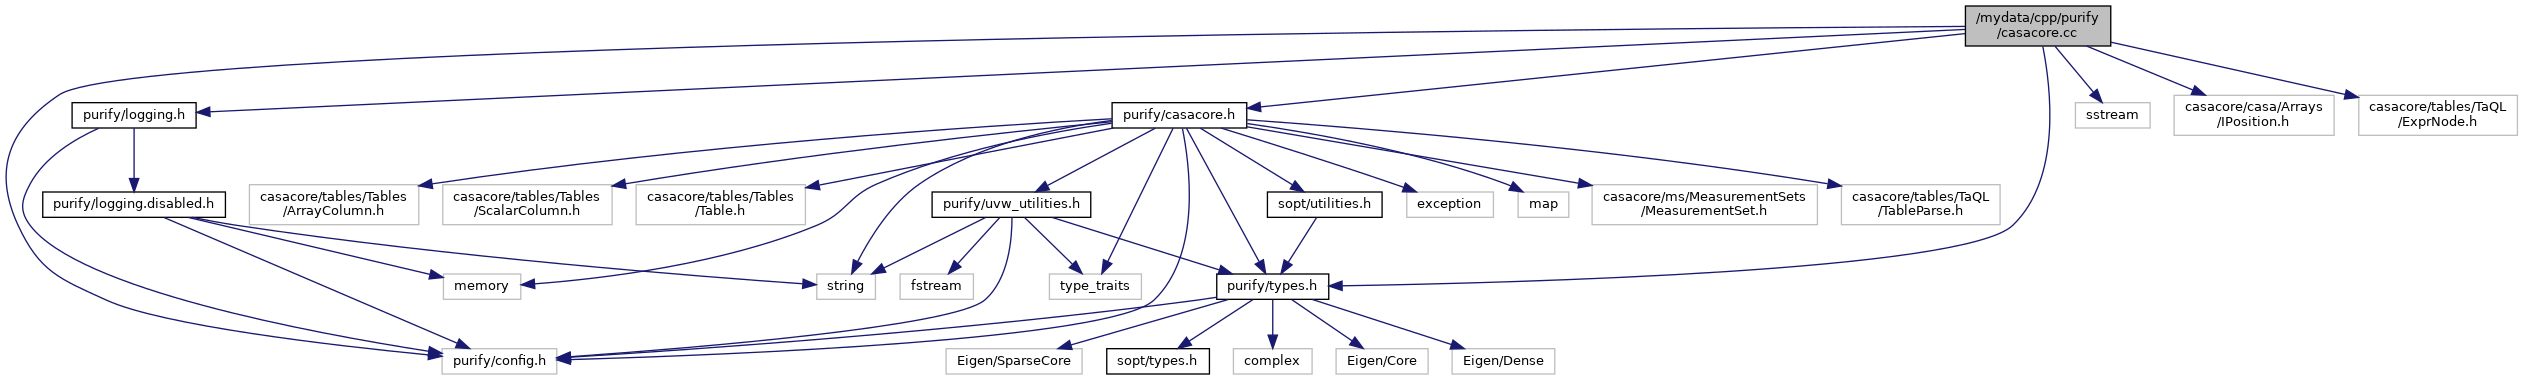 /mydata/cpp/purify
/casacore.cc
purify/logging.h
purify/casacore.h
sstream
casacore/casa/Arrays
/IPosition.h
casacore/tables/TaQL
/ExprNode.h
purify/logging.disabled.h
casacore/tables/Tables
/ArrayColumn.h
casacore/tables/Tables
/ScalarColumn.h
casacore/tables/Tables
/Table.h
purify/uvw_utilities.h
sopt/utilities.h
exception
map
casacore/ms/MeasurementSets
/MeasurementSet.h
casacore/tables/TaQL
/TableParse.h
memory
string
fstream
type_traits
purify/types.h
purify/config.h
Eigen/SparseCore
sopt/types.h
complex
Eigen/Core
Eigen/Dense